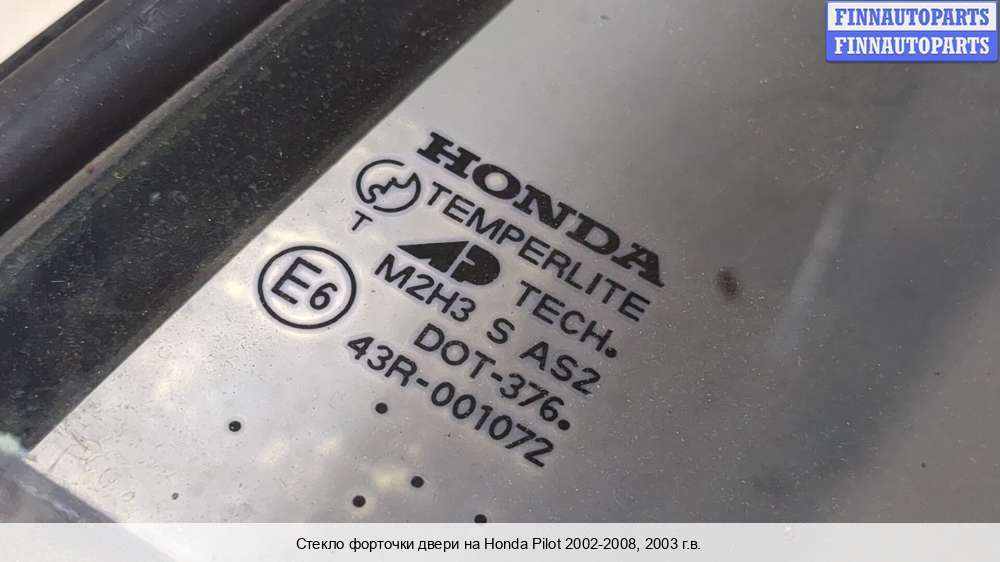 FINNAUTOPARTS
FINNAUTOPARTS
HONDA
TEMPERLITE
T
AP TECH.
M2H3 S AS2
E6
DOT-376.
43R-001072
Стекло форточки двери на Honda Pilot 2002-2008, 2003 г.в.